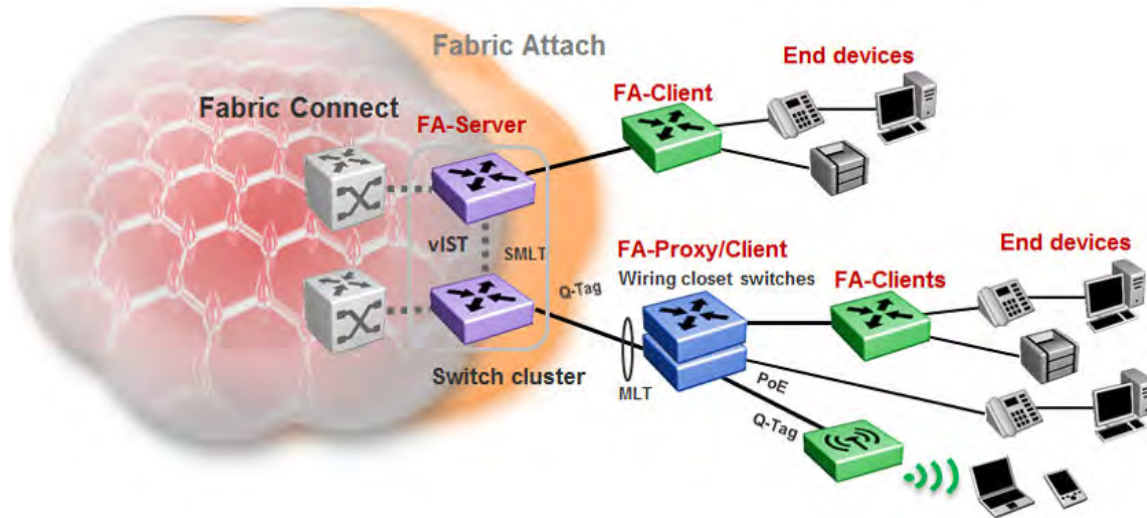 Fabric Attach
End devices
FA-Client
Fabric Connect
FA-Server
vIST
SMLT
FA-Proxy/Client
End devices
Wiring closet switches
FA-Clients
Q-Tag
Switch cluster
MLT
PoE
Q-Tag